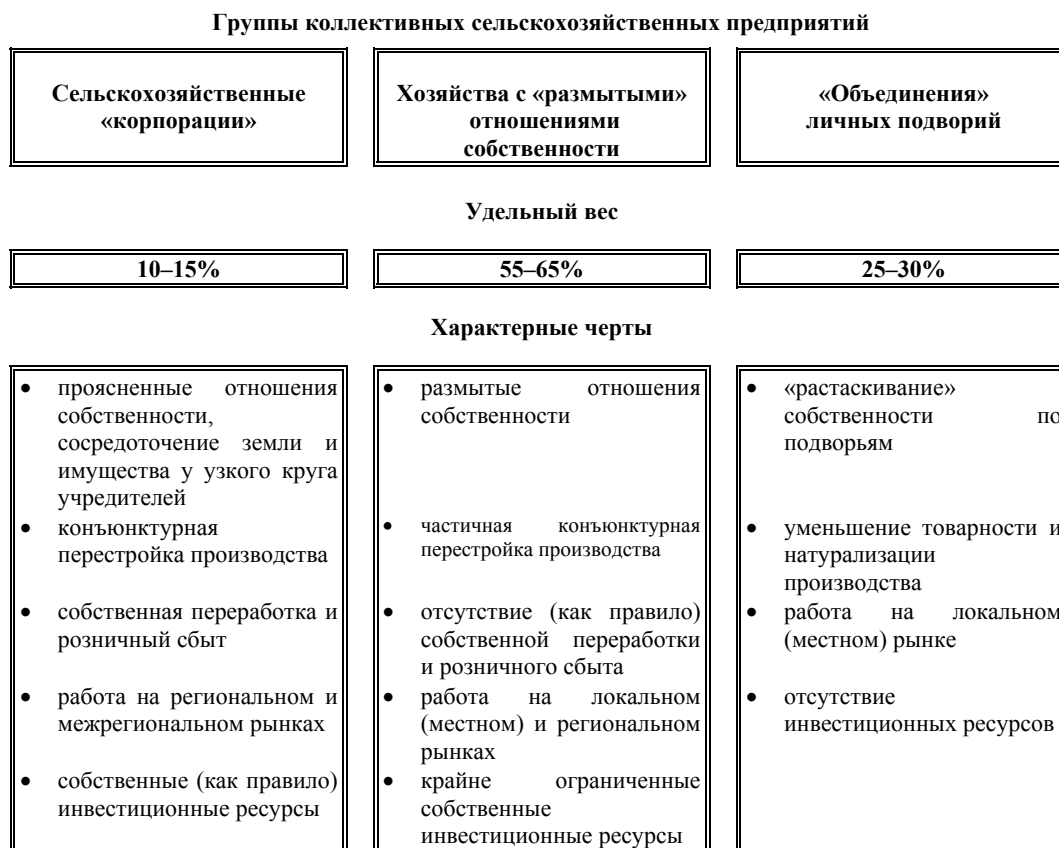 Группы коллективных сельскохозяйственных предприятий
Сельскохозяйственные
«корпорации»
Хозяйства с «размытыми»
отношениями
собственности
«Объединения»
личных подворий
Удельный вес
10–15%
55–65%
25–30%
Характерные черты
• проясненные отношения
собственности,
сосредоточение земли и
имущества у узкого круга
учредителей
• конъюнктурная
перестройка производства
• собственная переработка и
розничный сбыт
• работа на региональном и
межрегиональном рынках
• собственные (как правило)
инвестиционные ресурсы
• размытые отношения
собственности
• частичная конъюнктурная
перестройка производства
• отсутствие (как правило)
собственной переработки
и розничного сбыта
• работа на локальном
(местном) и региональном
рынках
• крайне ограниченные
собственные
инвестиционные ресурсы
• «растаскивание»
собственности по
подворьям
• уменьшение товарности и
натурализации
производства
• работа на локальном
(местном) рынке
• отсутствие
инвестиционных ресурсов